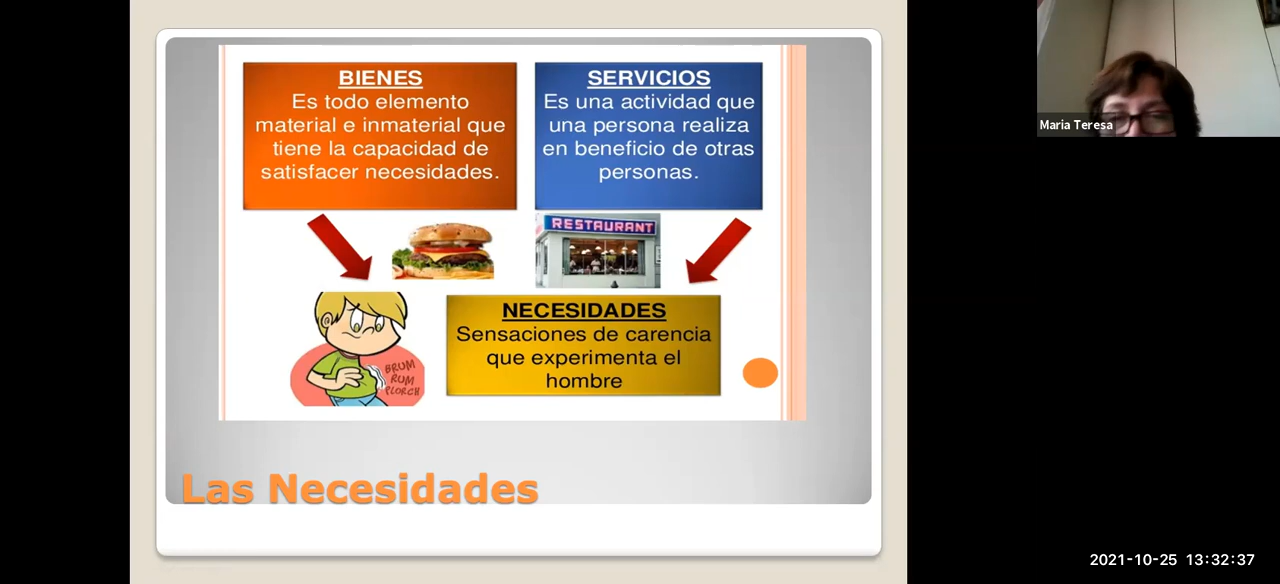 BIENES
Es todo elemento
material e inmaterial que
tiene la capacidad de
satisfacer necesidades.
SERVICIOS
Es una actividad que
una persona realiza
en beneficio de otras
personas.
RESTAURANT
BRUM
RUM
PLORCH
NECESIDADES
Sensaciones de carencia
que experimenta el
hombre
Las Necesidades
Maria Teresa
2021-10-25 13:32:37